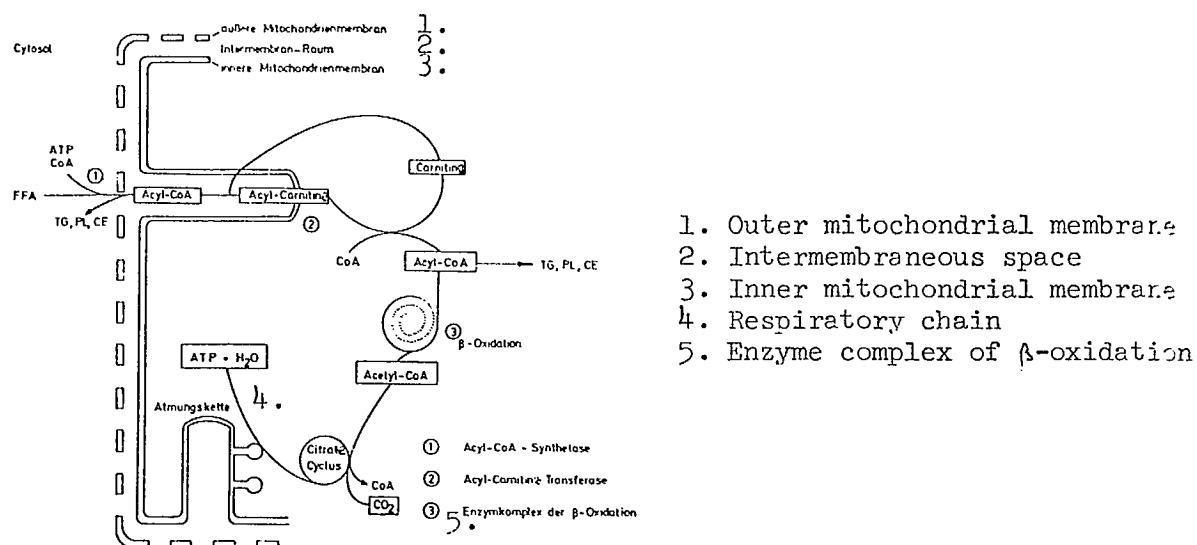 äußere Mitochondrienmembran 1.
Cytosol
Intermembran-Raum 2.
innere Mitochondrienmembran 3.
ATP
CoA
①
Carnitin
FFA
Acyl-CoA
Acyl-Carnitin
TG, PL, CE
②
CoA
Acyl-CoA
TG, PL, CE
③
β-Oxidation
ATP + H2O
Acetyl-CoA
Atmungskette 4.
Citrat-
Cyclus
CoA
CO2
① Acyl-CoA - Synthetase
② Acyl-Carnitin Transferase
③ Enzymkomplex der β-Oxidation
5.
1. Outer mitochondrial membrane
2. Intermembraneous space
3. Inner mitochondrial membrane
4. Respiratory chain
5. Enzyme complex of β-oxidation